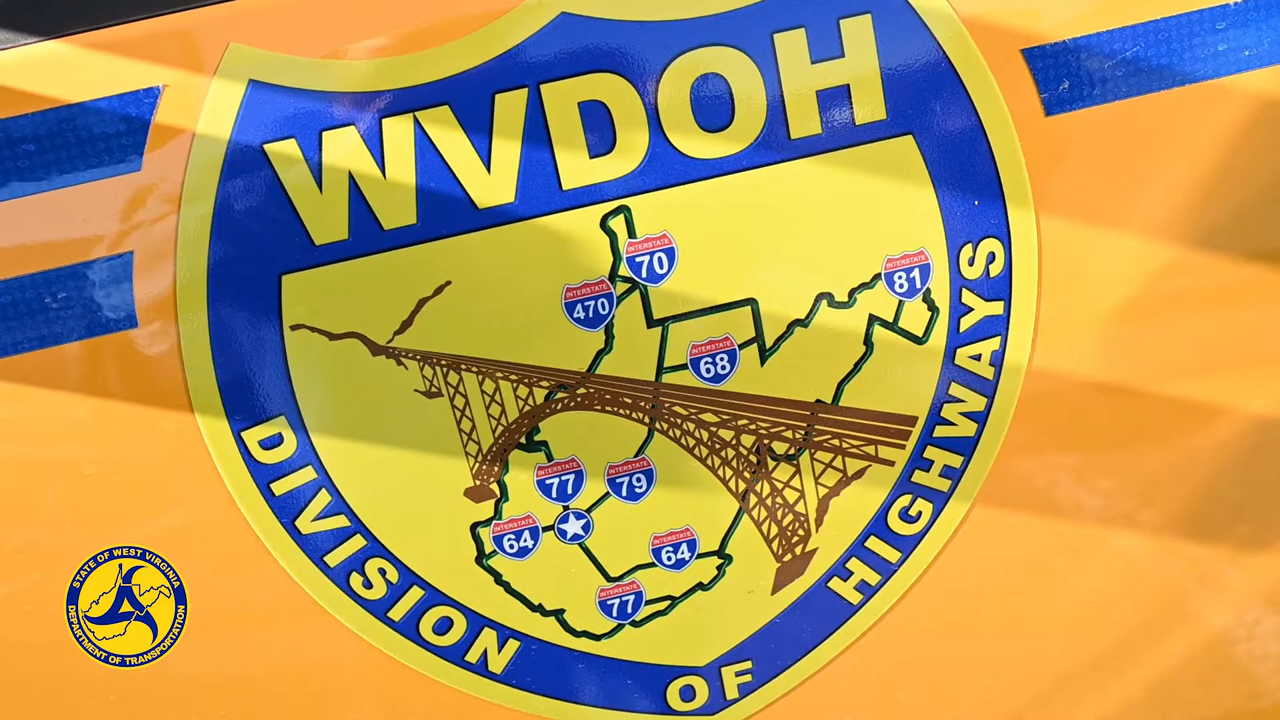 WVDOH
INTERSTATE
70
INTERSTATE
81
INTERSTATE
470
INTERSTATE
68
INTERSTATE
77
INTERSTATE
79
INTERSTATE
64
INTERSTATE
64
INTERSTATE
77
DIVISION OF HIGHWAYS
STATE OF WEST VIRGINIA
DEPARTMENT OF TRANSPORTATION